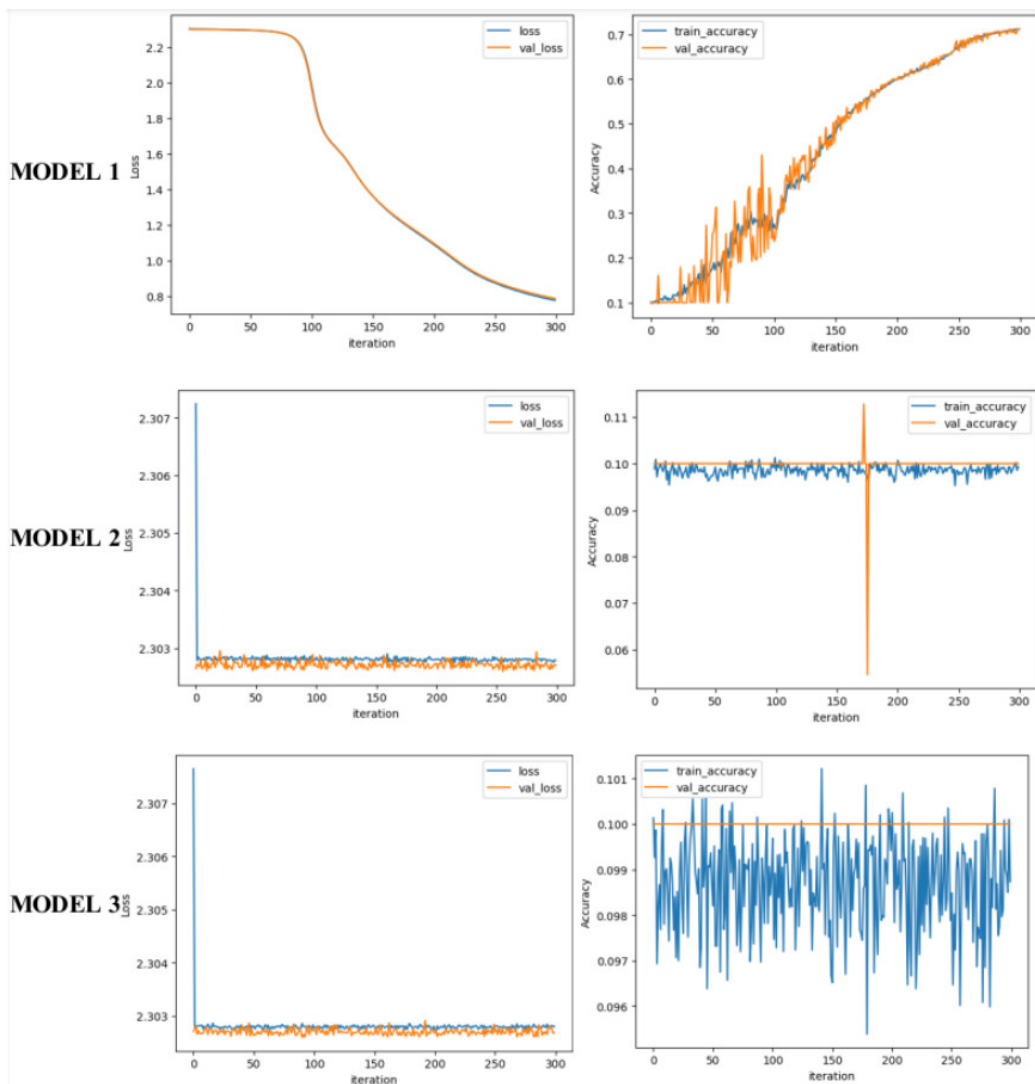 MODEL 1
loss
val_loss
2.2
2.0
1.8
1.6
1.4
1.2
1.0
0.8
Loss
0 50 100 150 200 250 300
iteration
train_accuracy
val_accuracy
0.7
0.6
0.5
0.4
0.3
0.2
0.1
Accuracy
0 50 100 150 200 250 300
iteration
MODEL 2
loss
val_loss
2.307
2.306
2.305
2.304
2.303
Loss
0 50 100 150 200 250 300
iteration
train_accuracy
val_accuracy
0.11
0.10
0.09
0.08
0.07
0.06
Accuracy
0 50 100 150 200 250 300
iteration
MODEL 3
loss
val_loss
2.307
2.306
2.305
2.304
2.303
Loss
0 50 100 150 200 250 300
iteration
train_accuracy
val_accuracy
0.101
0.100
0.099
0.098
0.097
0.096
Accuracy
0 50 100 150 200 250 300
iteration